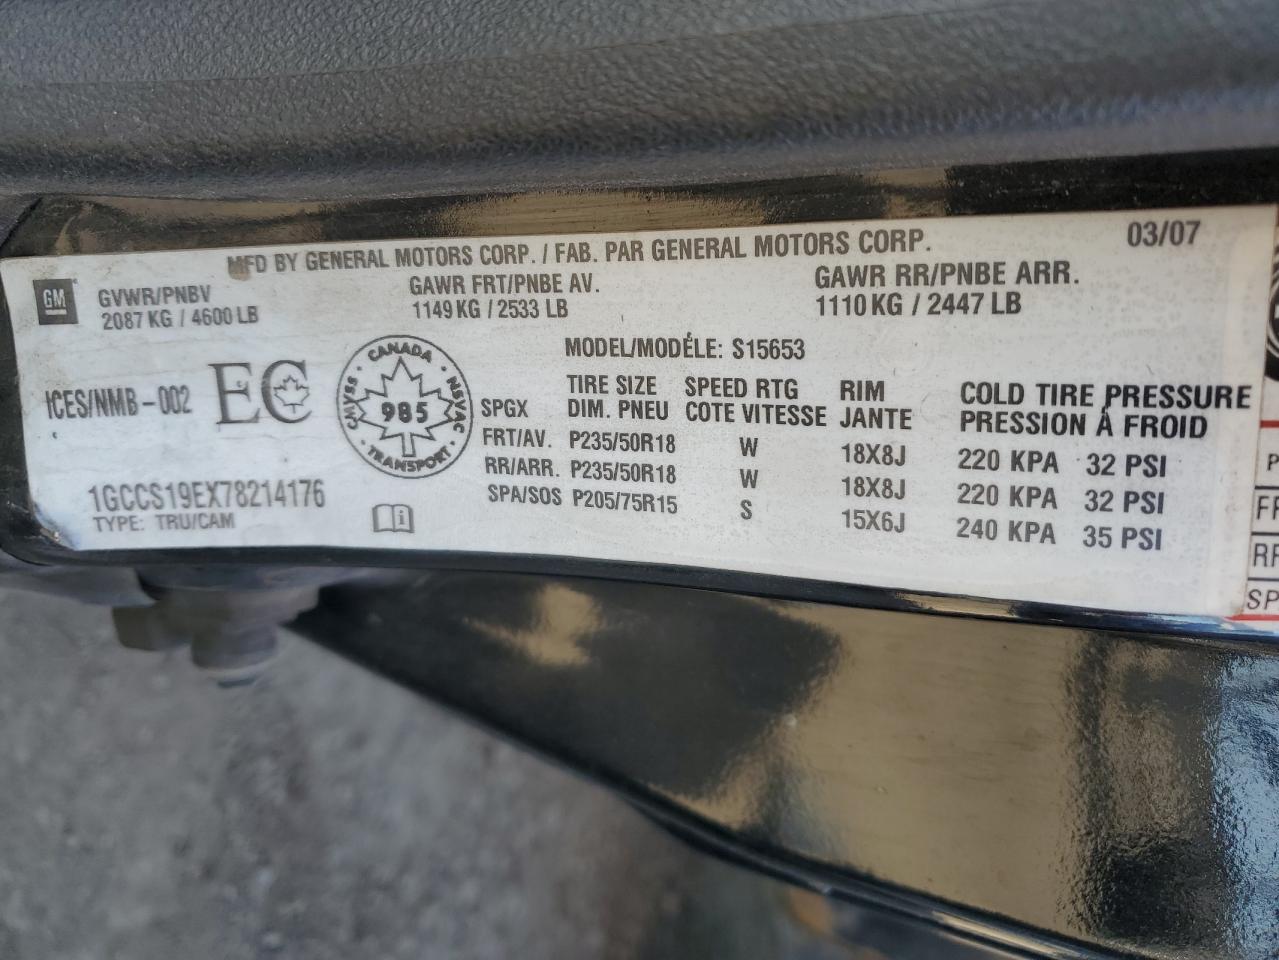 MFD BY GENERAL MOTORS CORP. / FAB. PAR GENERAL MOTORS CORP. 03/07
GM
GVWR/PNBV
2087 KG / 4600 LB
GAWR FRT/PNBE AV.
1149 KG / 2533 LB
GAWR RR/PNBE ARR.
1110 KG / 2447 LB
MODEL/MODÉLE: S15653
ICES/NMB-002 EC
CANADA
CMVSS 985 NSVAC
TRANSPORT
TIRE SIZE SPEED RTG RIM COLD TIRE PRESSURE
SPGX DIM. PNEU COTE VITESSE JANTE PRESSION Á FROID
FRT/AV. P235/50R18 W 18X8J 220 KPA 32 PSI
RR/ARR. P235/50R18 W 18X8J 220 KPA 32 PSI
SPA/SOS P205/75R15 S 15X6J 240 KPA 35 PSI
1GCCS19EX78214176
TYPE: TRU/CAM
i